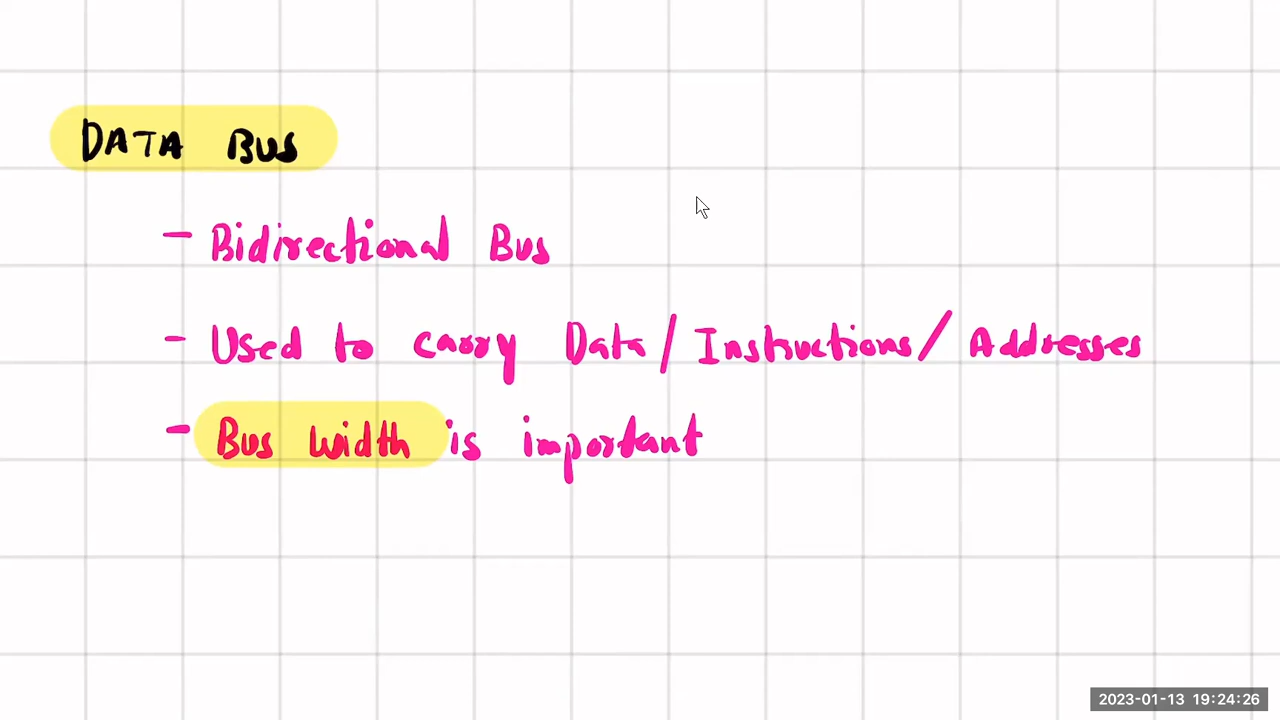 DATA BUS
- Bidirectional Bus
- Used to carry Data/Instructions/Addresses
- Bus width is important
2023-01-13 19:24:26